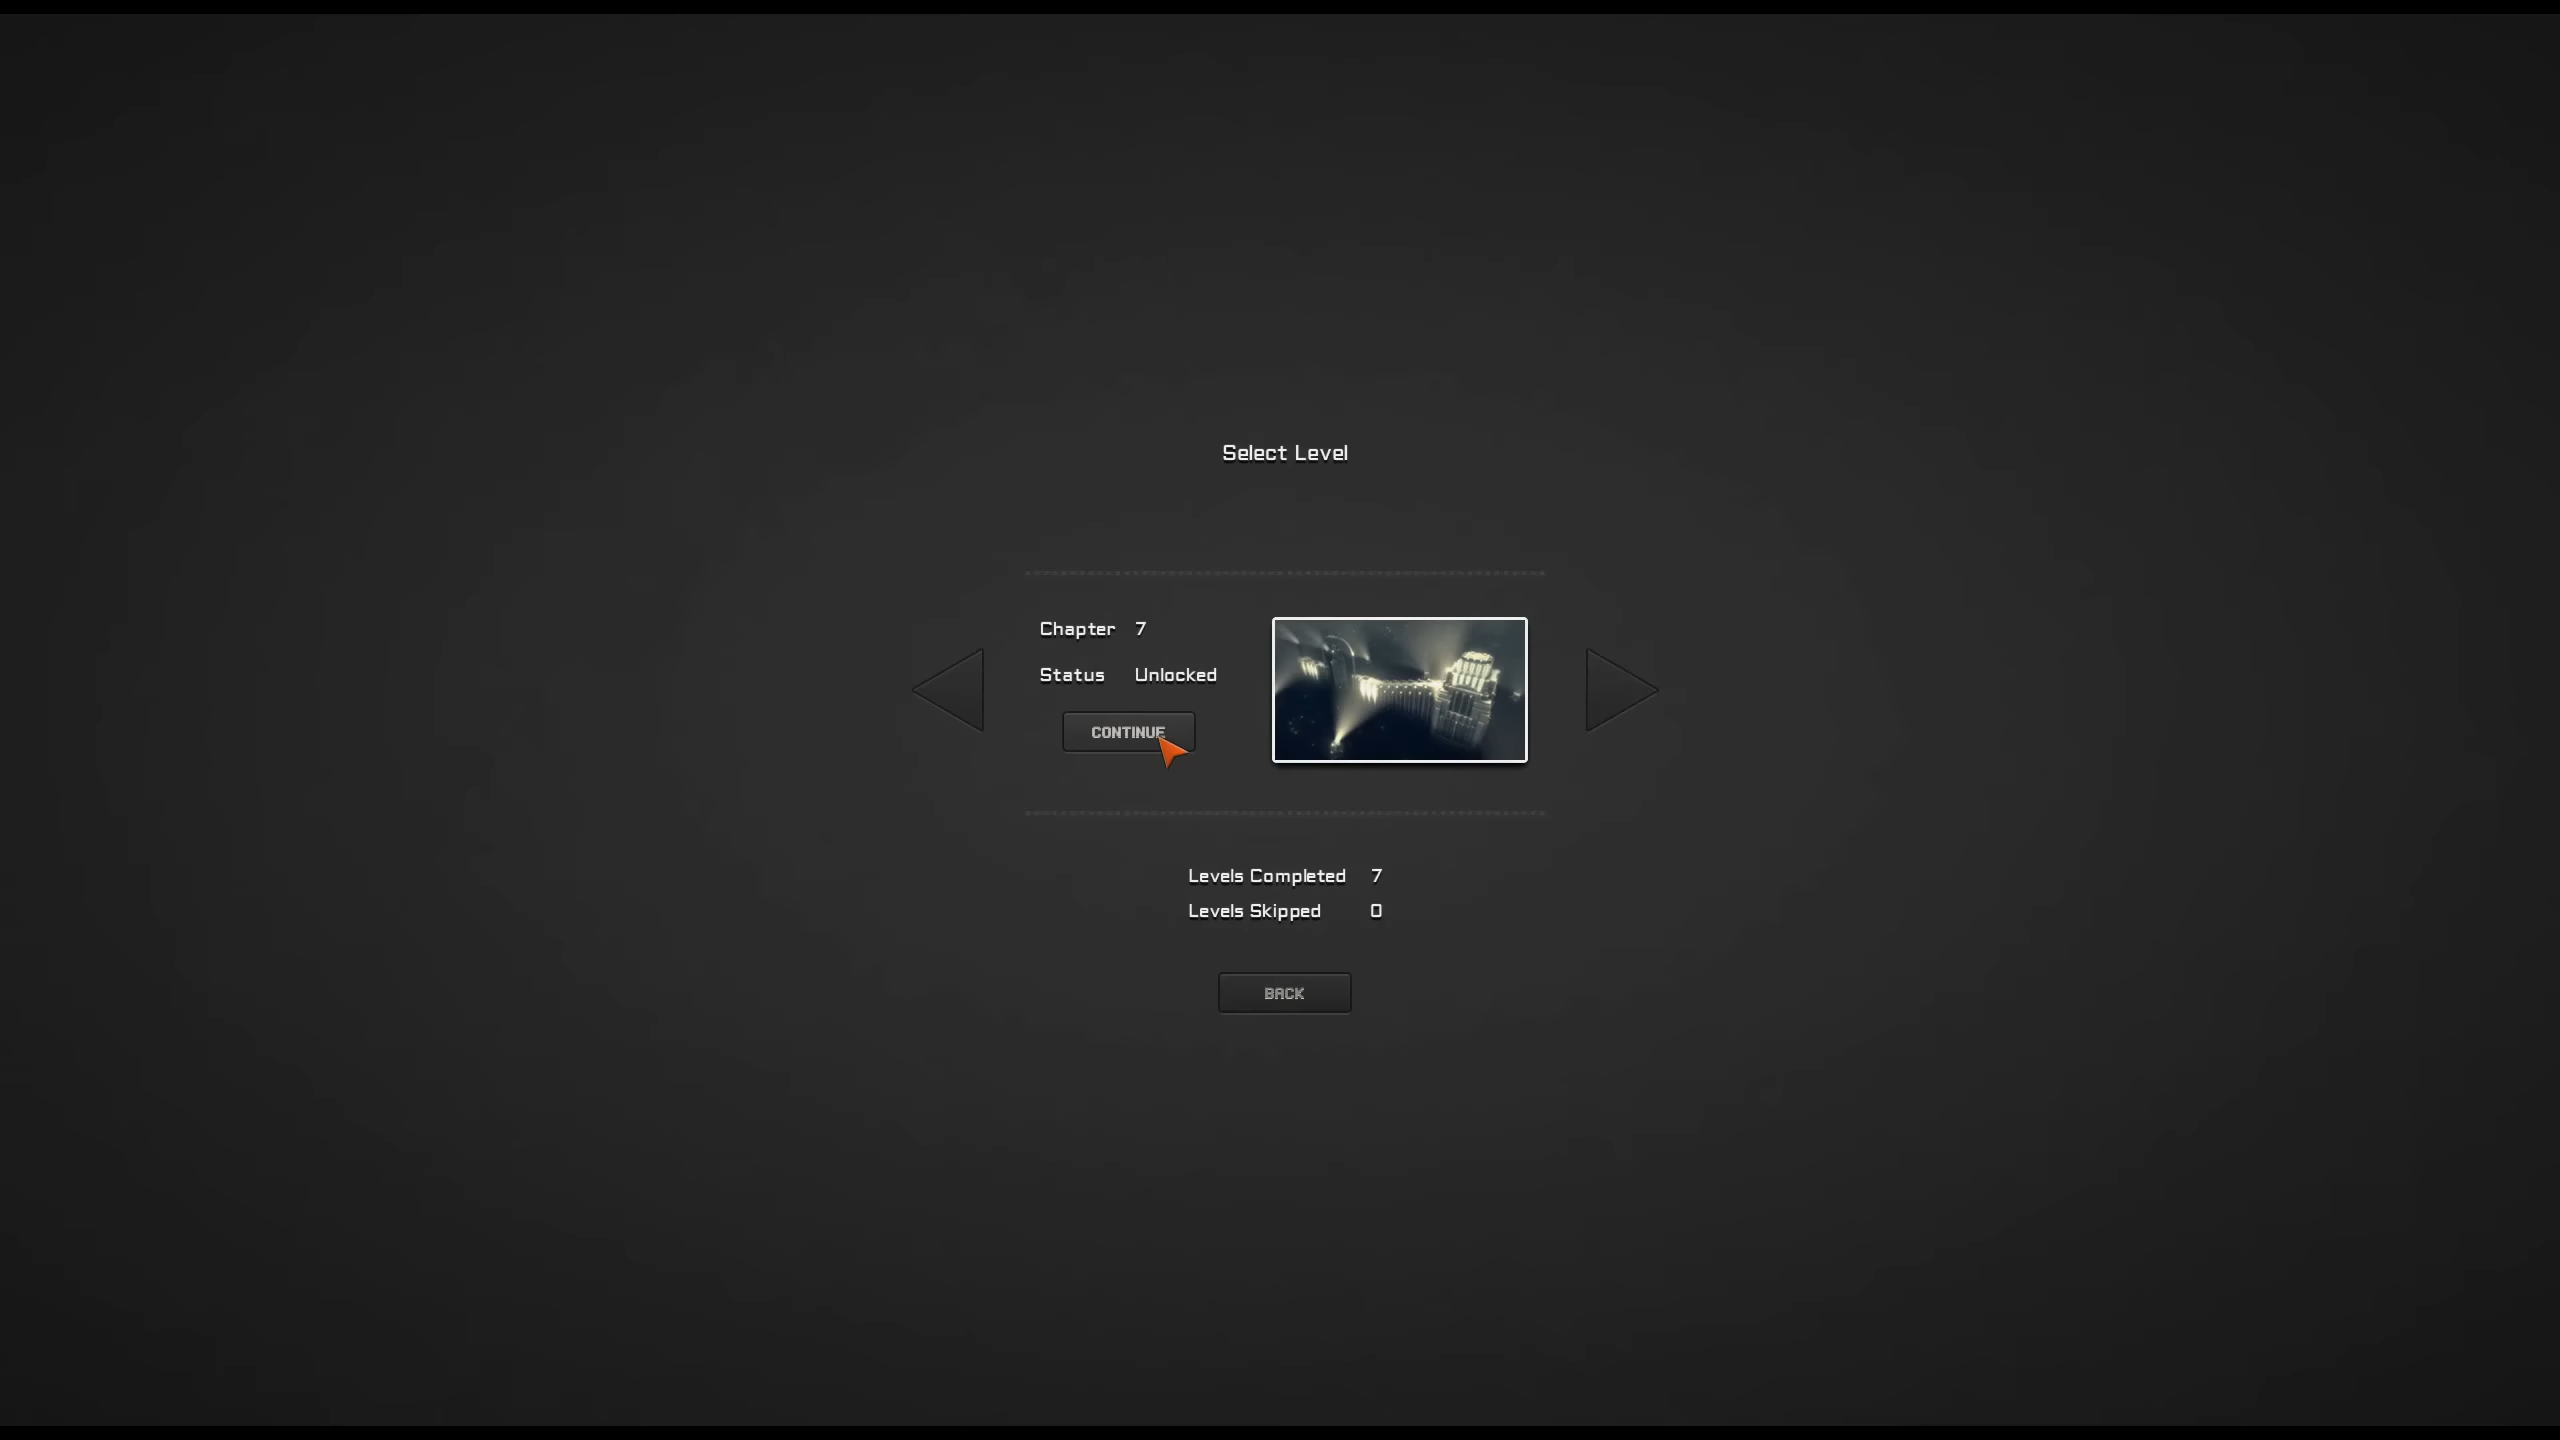 Select Level
Chapter 7
Status Unlocked
CONTINUE
Levels Completed 7
Levels Skipped 0
BACK